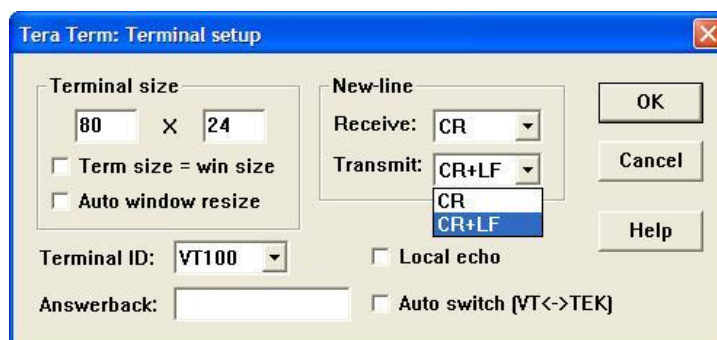 Tera Term: Terminal setup
Terminal size
80 X 24
Term size = win size
Auto window resize
New-line
Receive: CR
Transmit: CR+LF
CR
CR+LF
OK
Cancel
Help
Terminal ID: VT100
Local echo
Answerback:
Auto switch (VT<->TEK)